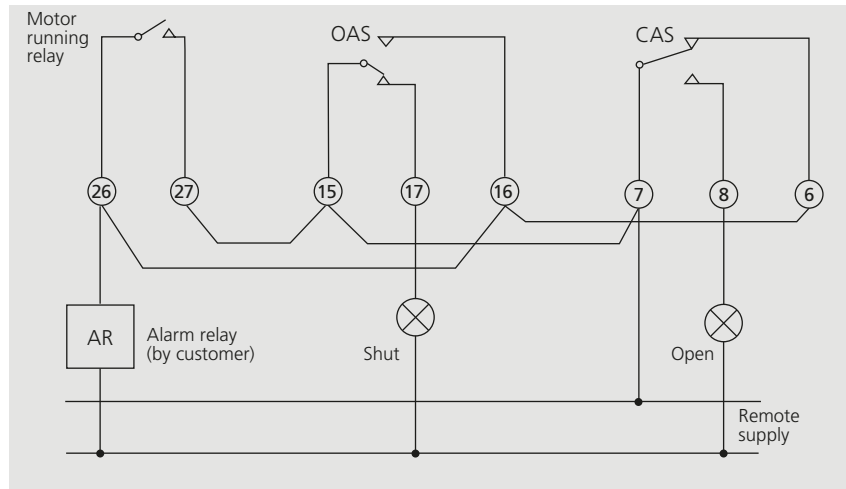 Motor
running
relay
OAS
CAS
26
27
15
17
16
7
8
6
AR
Alarm relay
(by customer)
Shut
Open
Remote
supply